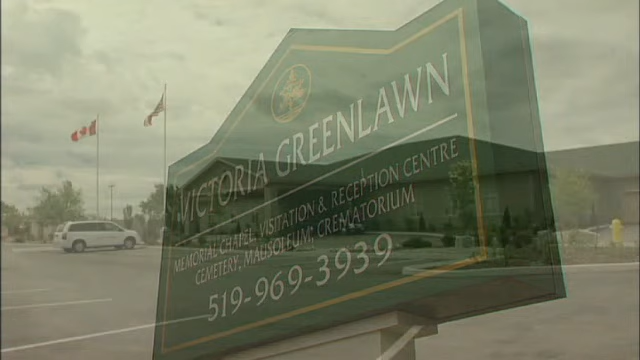 VICTORIA GREENLAWN
MEMORIAL CHAPEL, VISITATION & RECEPTION CENTRE
CEMETERY, MAUSOLEUM, CREMATORIUM
519-969-3939